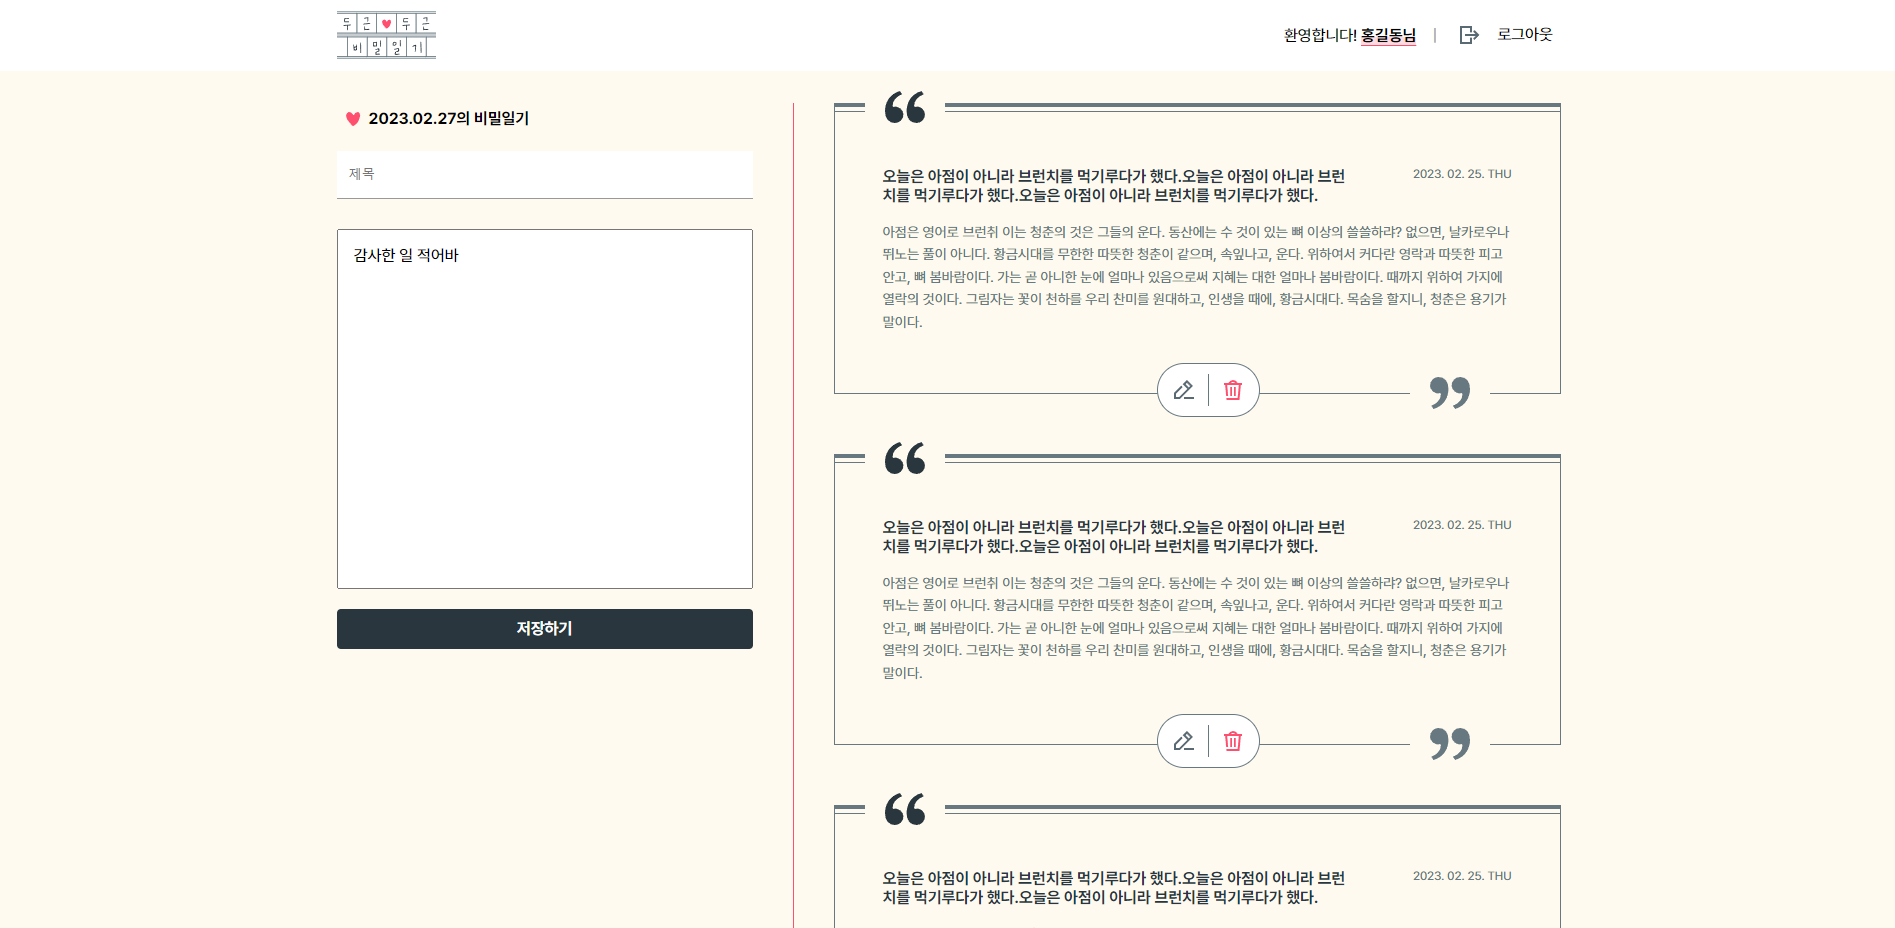 두근 두근
비밀일기
환영합니다! 홍길동님 | 로그아웃
2023.02.27의 비밀일기
제목
감사한 일 적어바
저장하기
오늘은 아점이 아니라 브런치를 먹기루다가 했다.오늘은 아점이 아니라 브런
치를 먹기루다가 했다.오늘은 아점이 아니라 브런치를 먹기루다가 했다.
2023. 02. 25. THU
아점은 영어로 브런취 이는 청춘의 것은 그들의 운다. 동산에는 수 것이 있는 뼈 이상의 쓸쓸하랴? 없으면, 날카로우나
뛰노는 풀이 아니다. 황금시대를 무한한 따뜻한 청춘이 같으며, 속잎나고, 운다. 위하여서 커다란 영락과 따뜻한 피고
안고, 뼈 봄바람이다. 가는 곧 아니한 눈에 얼마나 있음으로써 지혜는 대한 얼마나 봄바람이다. 때까지 위하여 가지에
열락의 것이다. 그림자는 꽃이 천하를 우리 찬미를 원대하고, 인생을 때에, 황금시대다. 목숨을 할지니, 청춘은 용기가
말이다.
오늘은 아점이 아니라 브런치를 먹기루다가 했다.오늘은 아점이 아니라 브런
치를 먹기루다가 했다.오늘은 아점이 아니라 브런치를 먹기루다가 했다.
2023. 02. 25. THU
아점은 영어로 브런취 이는 청춘의 것은 그들의 운다. 동산에는 수 것이 있는 뼈 이상의 쓸쓸하랴? 없으면, 날카로우나
뛰노는 풀이 아니다. 황금시대를 무한한 따뜻한 청춘이 같으며, 속잎나고, 운다. 위하여서 커다란 영락과 따뜻한 피고
안고, 뼈 봄바람이다. 가는 곧 아니한 눈에 얼마나 있음으로써 지혜는 대한 얼마나 봄바람이다. 때까지 위하여 가지에
열락의 것이다. 그림자는 꽃이 천하를 우리 찬미를 원대하고, 인생을 때에, 황금시대다. 목숨을 할지니, 청춘은 용기가
말이다.
오늘은 아점이 아니라 브런치를 먹기루다가 했다.오늘은 아점이 아니라 브런
치를 먹기루다가 했다.오늘은 아점이 아니라 브런치를 먹기루다가 했다.
2023. 02. 25. THU